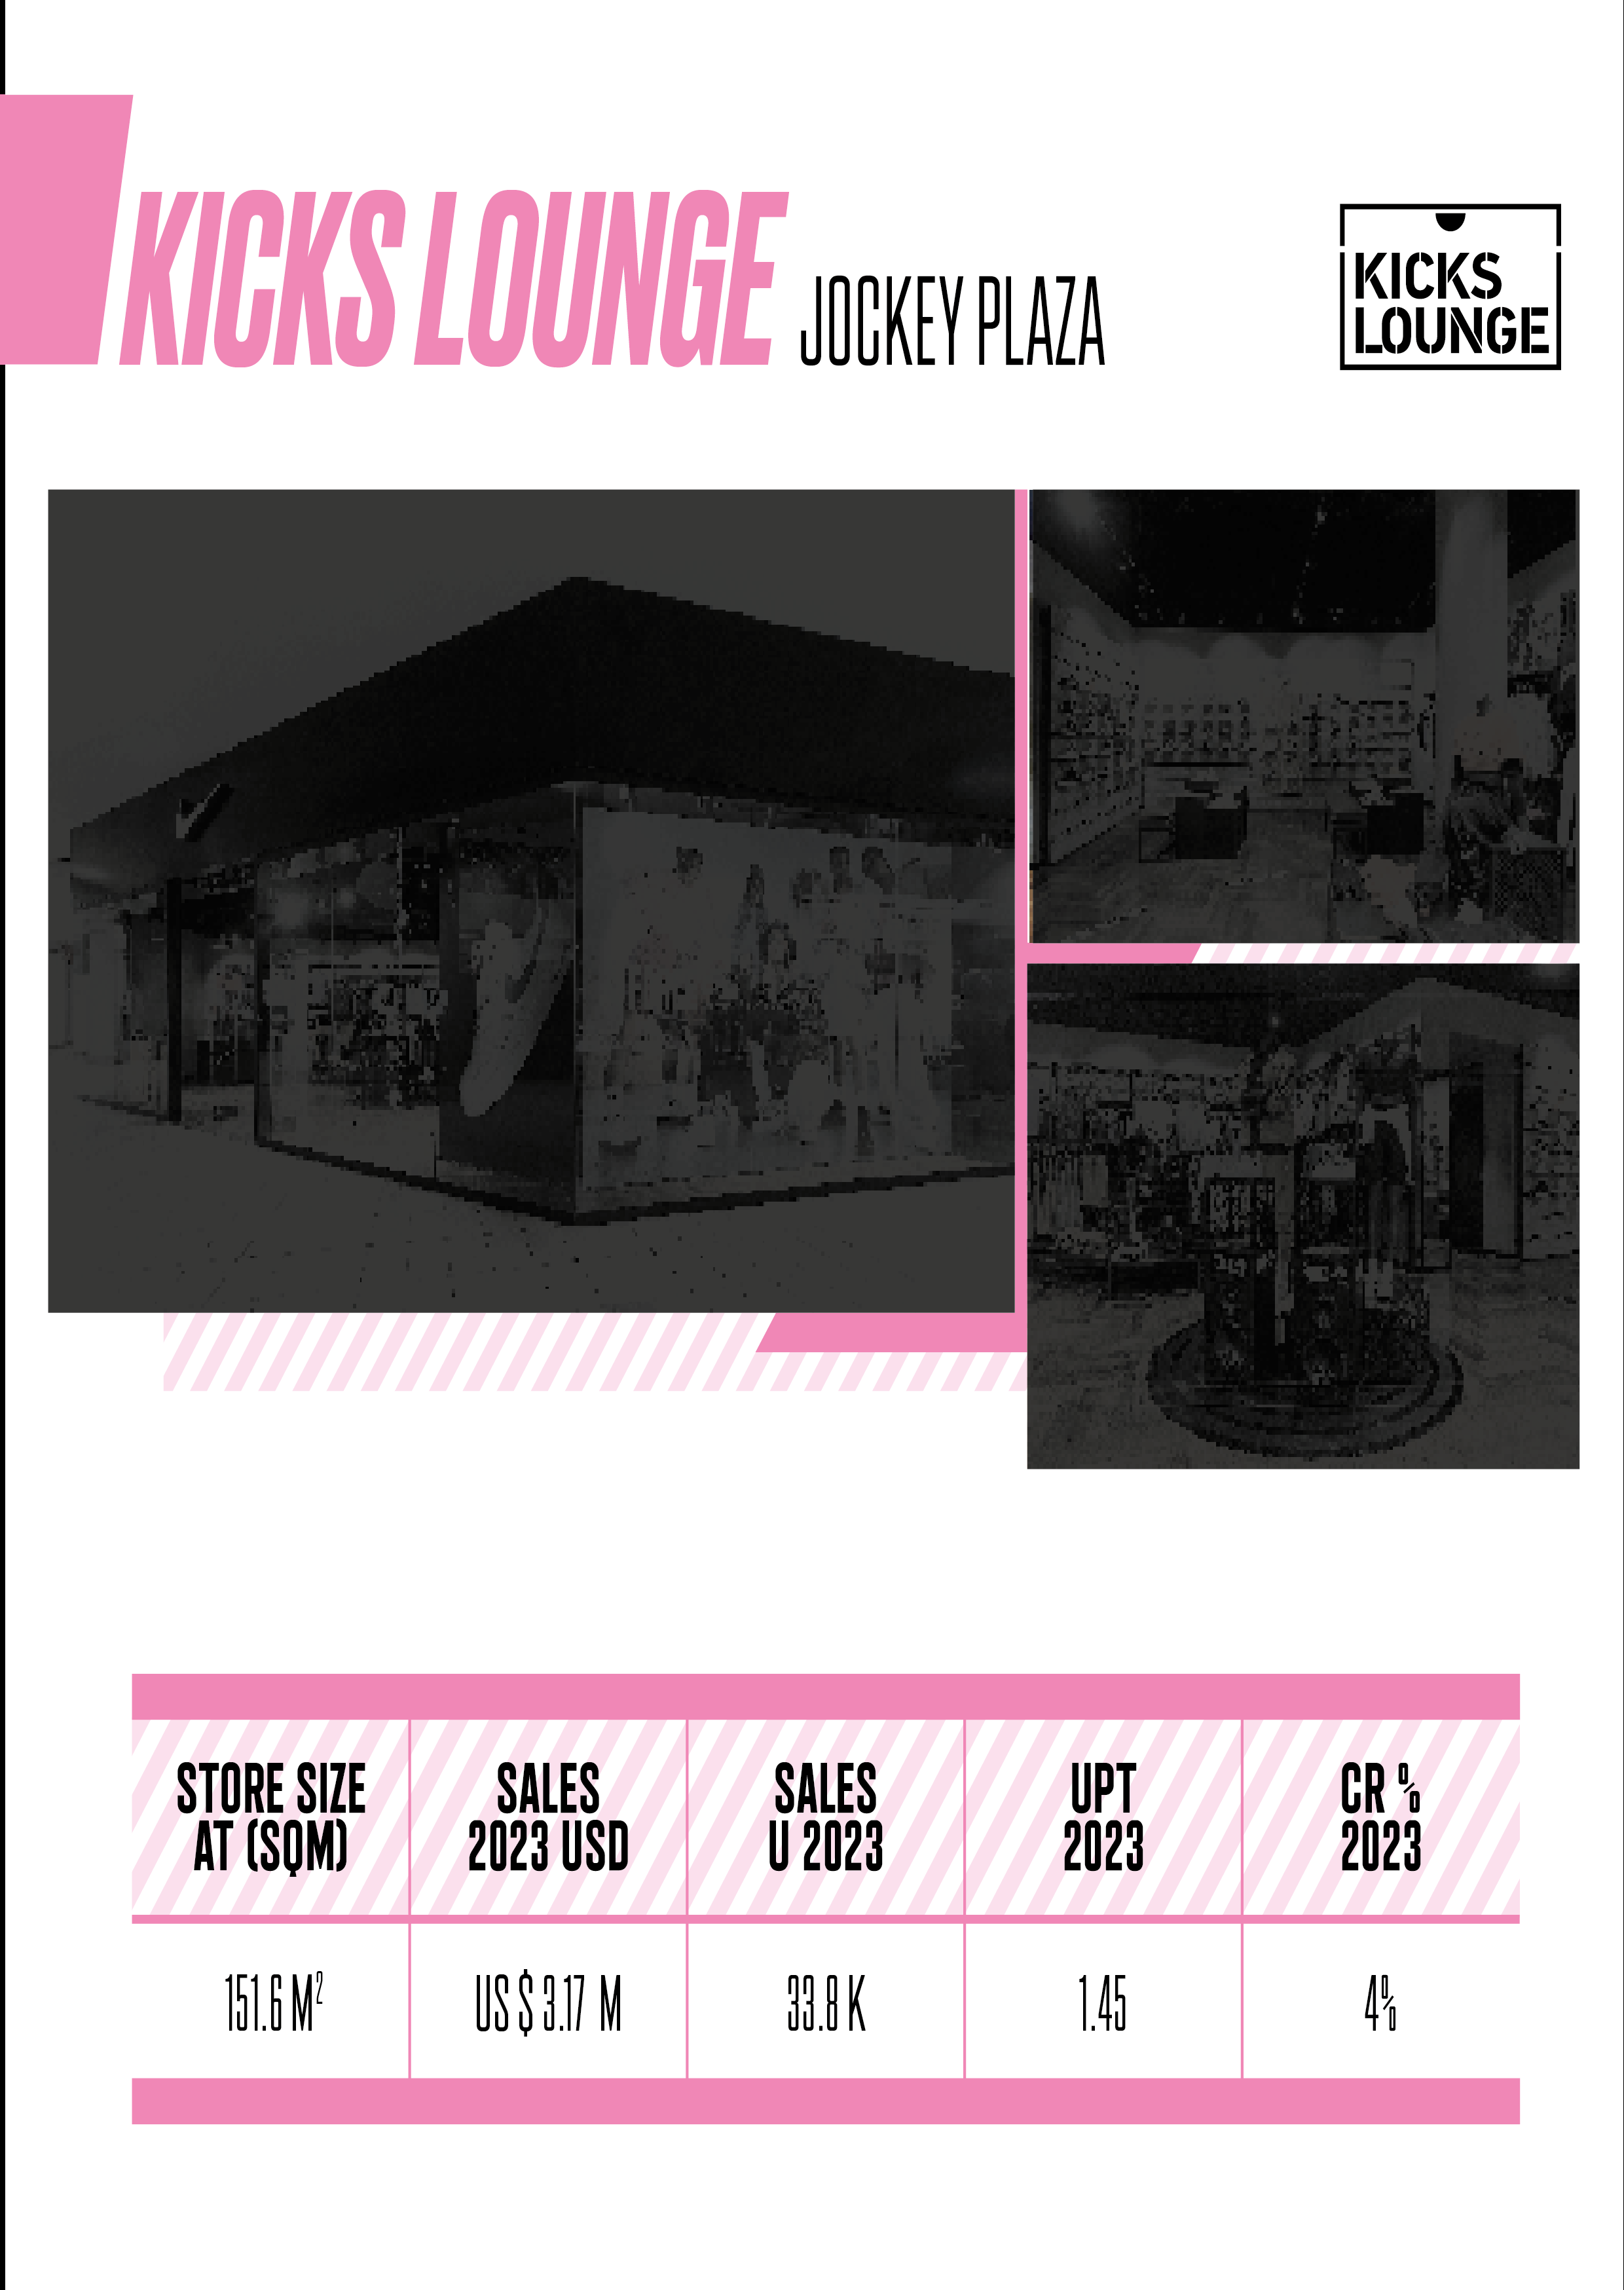 KICKS LOUNGE JOCKEY PLAZA
KICKS
LOUNGE
STORE SIZE
AT (SQM)
SALES
2023 USD
SALES
U 2023
UPT
2023
CR %
2023
151.6 M²
US $ 3.17 M
33.8 K
1.45
4%